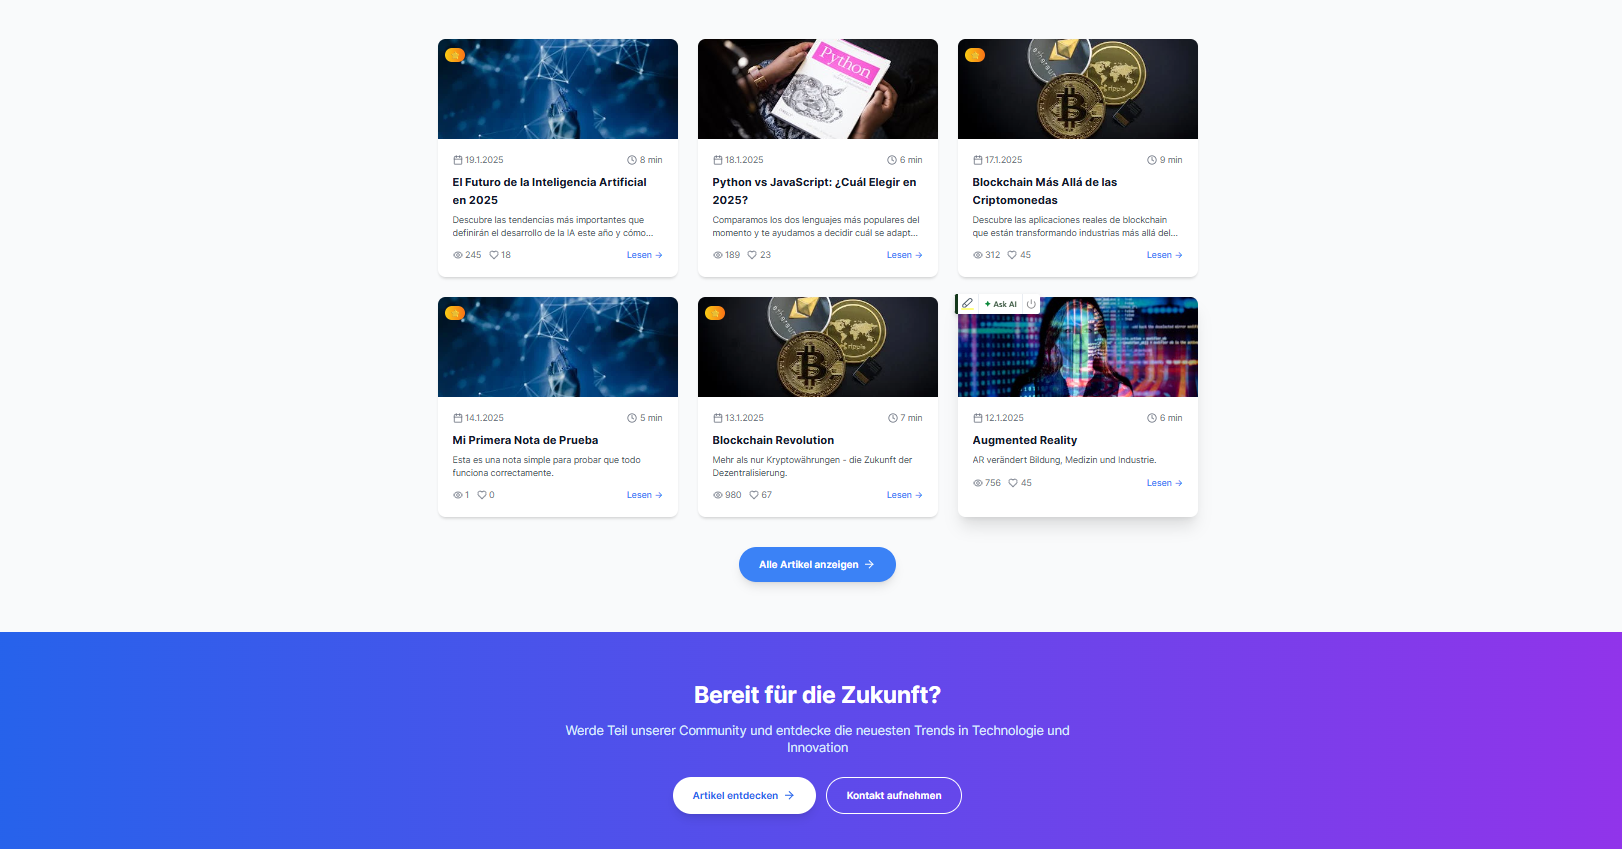 19.1.2025 8 min
El Futuro de la Inteligencia Artificial
en 2025
Descubre las tendencias más importantes que
definirán el desarrollo de la IA este año y cómo...
245 18 Lesen →
Python
18.1.2025 6 min
Python vs JavaScript: ¿Cuál Elegir en
2025?
Comparamos los dos lenguajes más populares del
momento y te ayudamos a decidir cuál se adapt...
189 23 Lesen →
ethereum
ripple
17.1.2025 9 min
Blockchain Más Allá de las
Criptomonedas
Descubre las aplicaciones reales de blockchain
que están transformando industrias más allá del...
312 45 Lesen →
14.1.2025 5 min
Mi Primera Nota de Prueba
Esta es una nota simple para probar que todo
funciona correctamente.
1 0 Lesen →
ripple
13.1.2025 7 min
Blockchain Revolution
Mehr als nur Kryptowährungen - die Zukunft der
Dezentralisierung.
980 67 Lesen →
Ask AI
12.1.2025 6 min
Augmented Reality
AR verändert Bildung, Medizin und Industrie.
756 45 Lesen →
Alle Artikel anzeigen →
Bereit für die Zukunft?
Werde Teil unserer Community und entdecke die neuesten Trends in Technologie und
Innovation
Artikel entdecken →
Kontakt aufnehmen